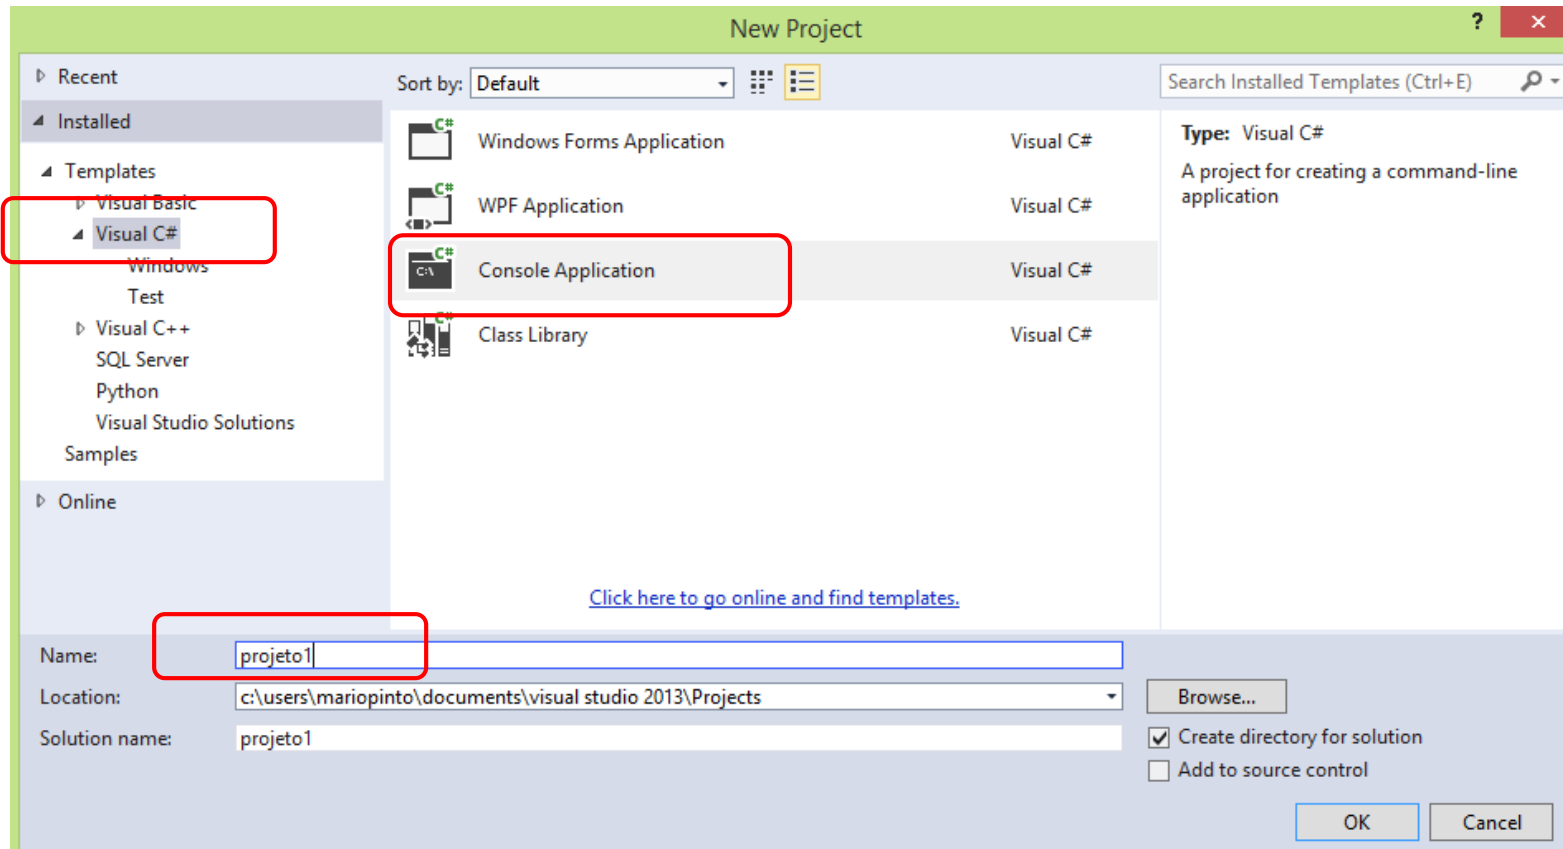 New Project
?
Recent
Installed
Templates
Visual Basic
Visual C#
Windows
Test
Visual C++
SQL Server
Python
Visual Studio Solutions
Samples
Online
Sort by: Default
C# Windows Forms Application Visual C#
C# WPF Application Visual C#
C# C:\ Console Application Visual C#
C# Class Library Visual C#
Click here to go online and find templates.
Search Installed Templates (Ctrl+E)
Type: Visual C#
A project for creating a command-line
application
Name: projeto1
Location: c:\users\mariopinto\documents\visual studio 2013\Projects
Browse...
Solution name: projeto1
Create directory for solution
Add to source control
OK Cancel